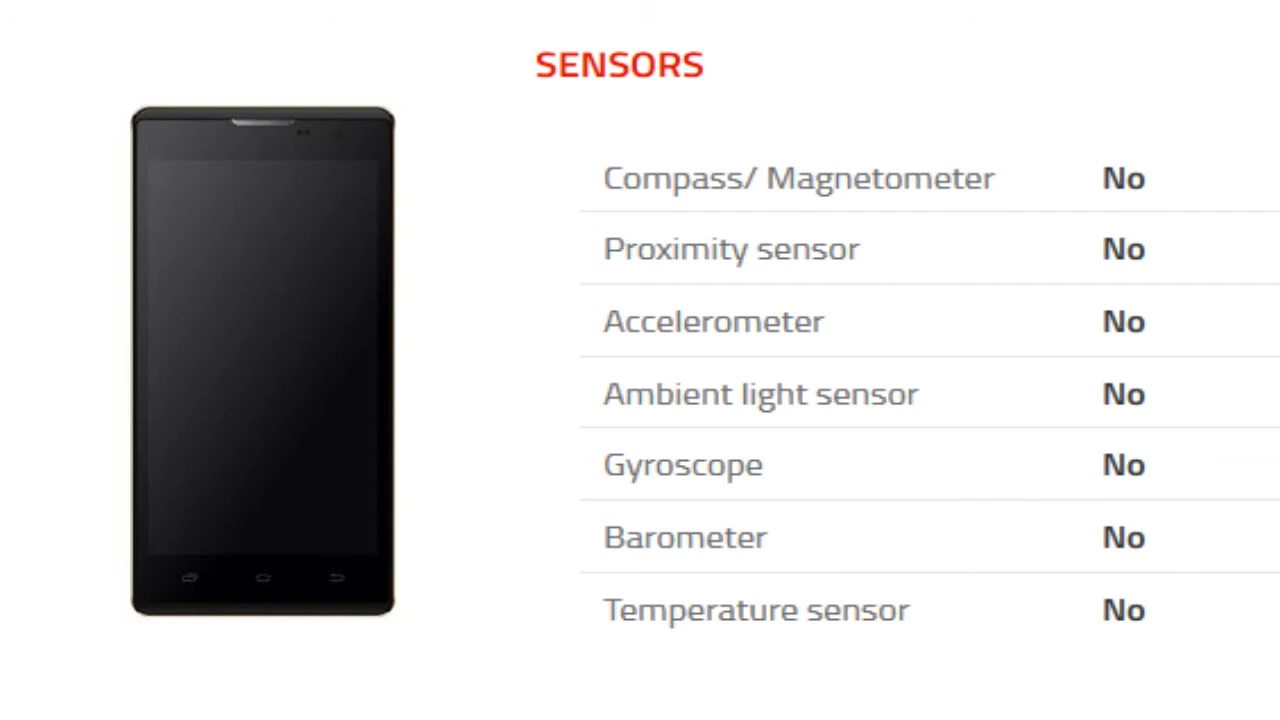 SENSORS
Compass/ Magnetometer No
Proximity sensor No
Accelerometer No
Ambient light sensor No
Gyroscope No
Barometer No
Temperature sensor No